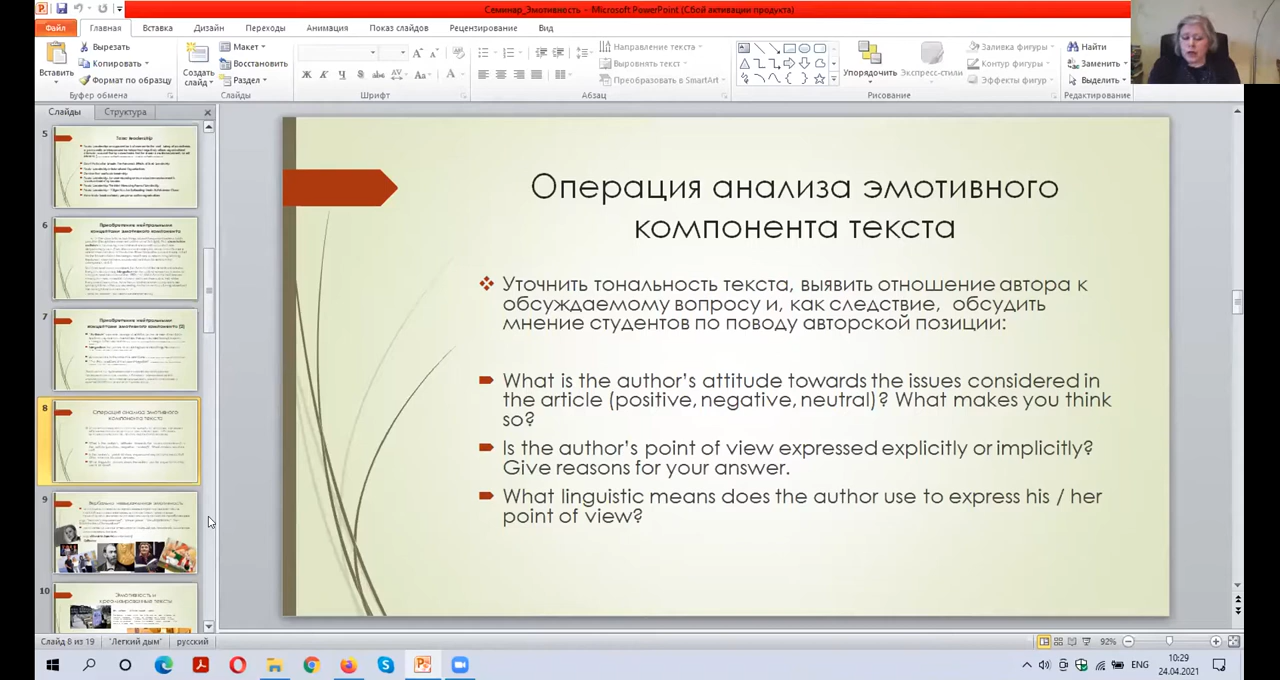 Семинар_Эмотивность – Microsoft PowerPoint (Сбой активации продукта)
Файл
Главная
Вставка
Дизайн
Переходы
Анимация
Показ слайдов
Рецензирование
Вид
Вставить
Вырезать
Копировать
Формат по образцу
Буфер обмена
Создать слайд
Макет
Восстановить
Раздел
Слайды
Шрифт
Направление текста
Выровнять текст
Преобразовать в SmartArt
Абзац
Упорядочить
Экспресс-стили
Заливка фигуры
Контур фигуры
Эффекты фигур
Рисование
Найти
Заменить
Выделить
Редактирование
Слайды
Структура
5
6
7
8
9
10
Операция анализа эмотивного
компонента текста
Уточнить тональность текста, выявить отношение автора к
обсуждаемому вопросу и, как следствие, обсудить
мнение студентов по поводу авторской позиции:
What is the author’s attitude towards the issues considered in
the article (positive, negative, neutral)? What makes you think
so?
Is the author’s point of view expressed explicitly or implicitly?
Give reasons for your answer.
What linguistic means does the author use to express his / her
point of view?
Слайд 8 из 19
"Легкий дым"
русский
92%
ENG
10:29
24.04.2021